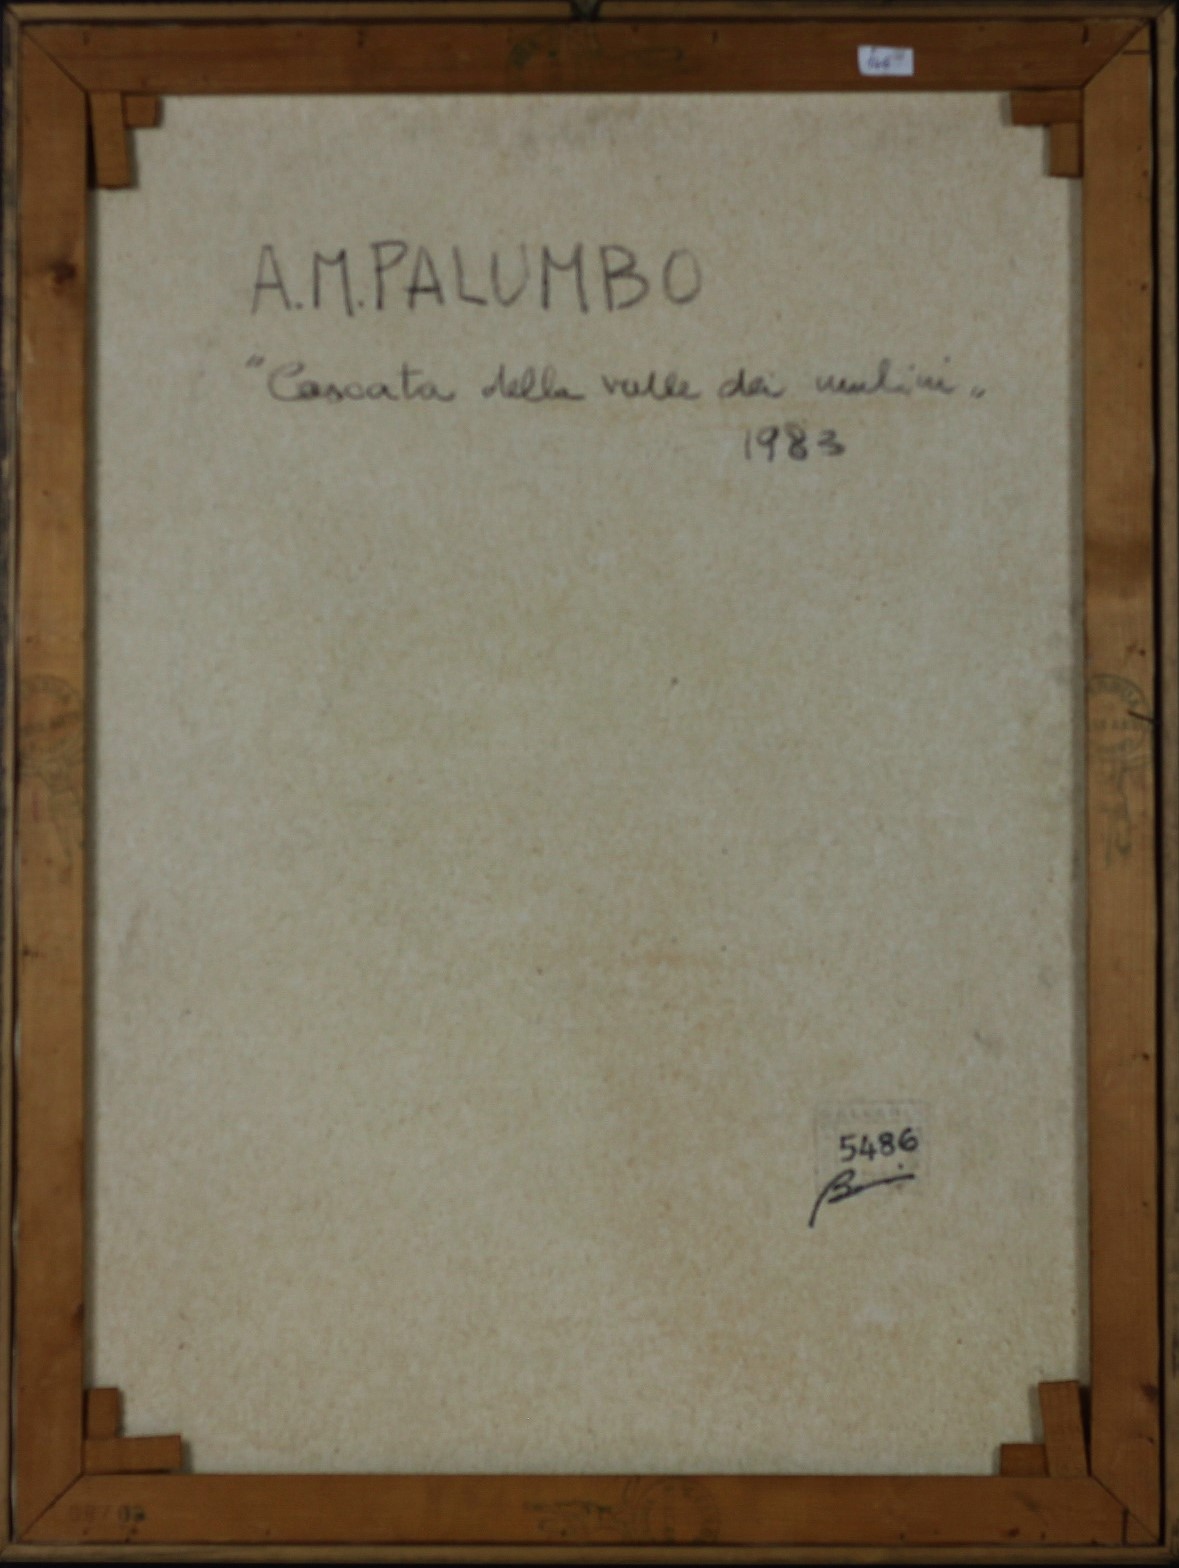 A.M.PALUMBO
"Cascata della valle dei mulini"
1983
5486